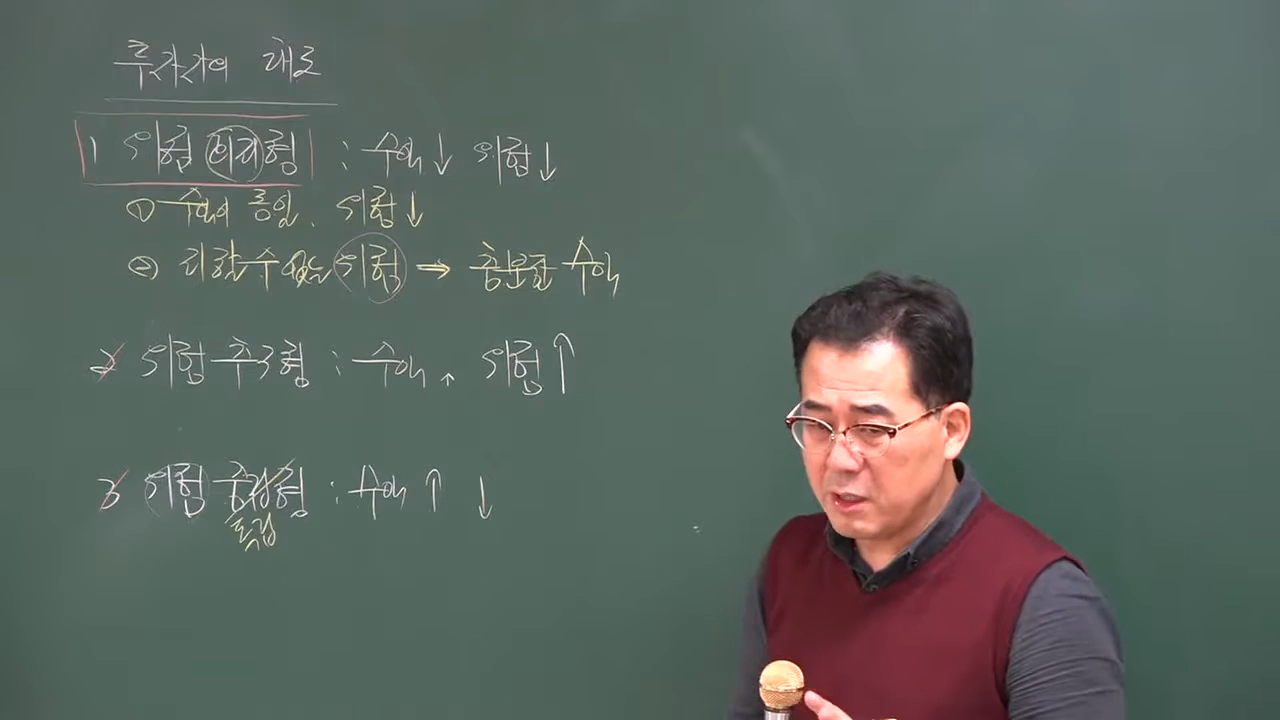 투자자의 태도
1 위험 회피형 : 수익↓ 위험↓
① 수익 동일, 위험↓
② 피할 수 없는 위험 → 충분한 수익
2 위험 추구형 : 수익↑ 위험↑
3 위험 중립형 : 수익↑ ↓